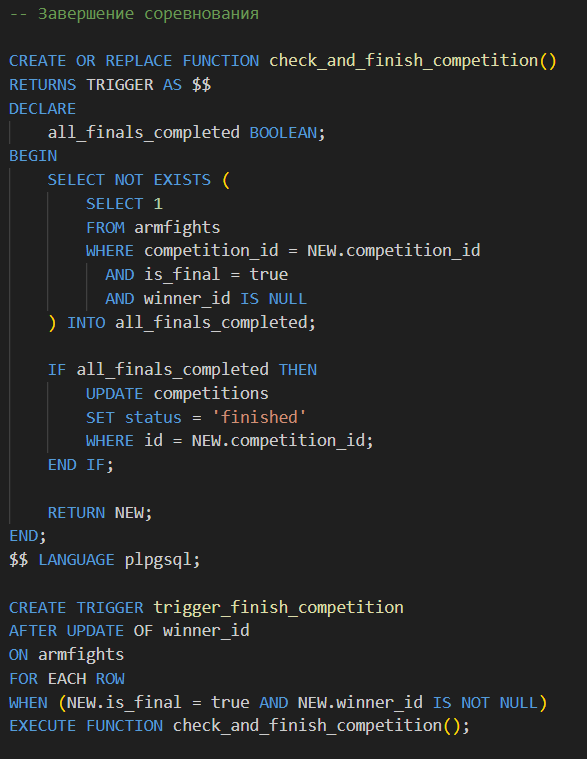 -- Завершение соревнования
CREATE OR REPLACE FUNCTION check_and_finish_competition()
RETURNS TRIGGER AS $$
DECLARE
    all_finals_completed BOOLEAN;
BEGIN
    SELECT NOT EXISTS (
        SELECT 1
        FROM armfights
        WHERE competition_id = NEW.competition_id
          AND is_final = true
          AND winner_id IS NULL
    ) INTO all_finals_completed;
    IF all_finals_completed THEN
        UPDATE competitions
        SET status = 'finished'
        WHERE id = NEW.competition_id;
    END IF;
    RETURN NEW;
END;
$$ LANGUAGE plpgsql;
CREATE TRIGGER trigger_finish_competition
AFTER UPDATE OF winner_id
ON armfights
FOR EACH ROW
WHEN (NEW.is_final = true AND NEW.winner_id IS NOT NULL)
EXECUTE FUNCTION check_and_finish_competition();